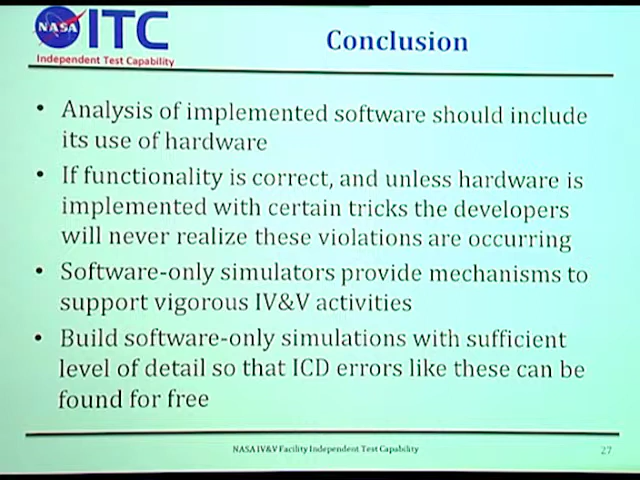 NASA
ITC
Independent Test Capability
Conclusion
• Analysis of implemented software should include
its use of hardware
• If functionality is correct, and unless hardware is
implemented with certain tricks the developers
will never realize these violations are occurring
• Software-only simulators provide mechanisms to
support vigorous IV&V activities
• Build software-only simulations with sufficient
level of detail so that ICD errors like these can be
found for free
NASA IV&V Facility Independent Test Capability
27